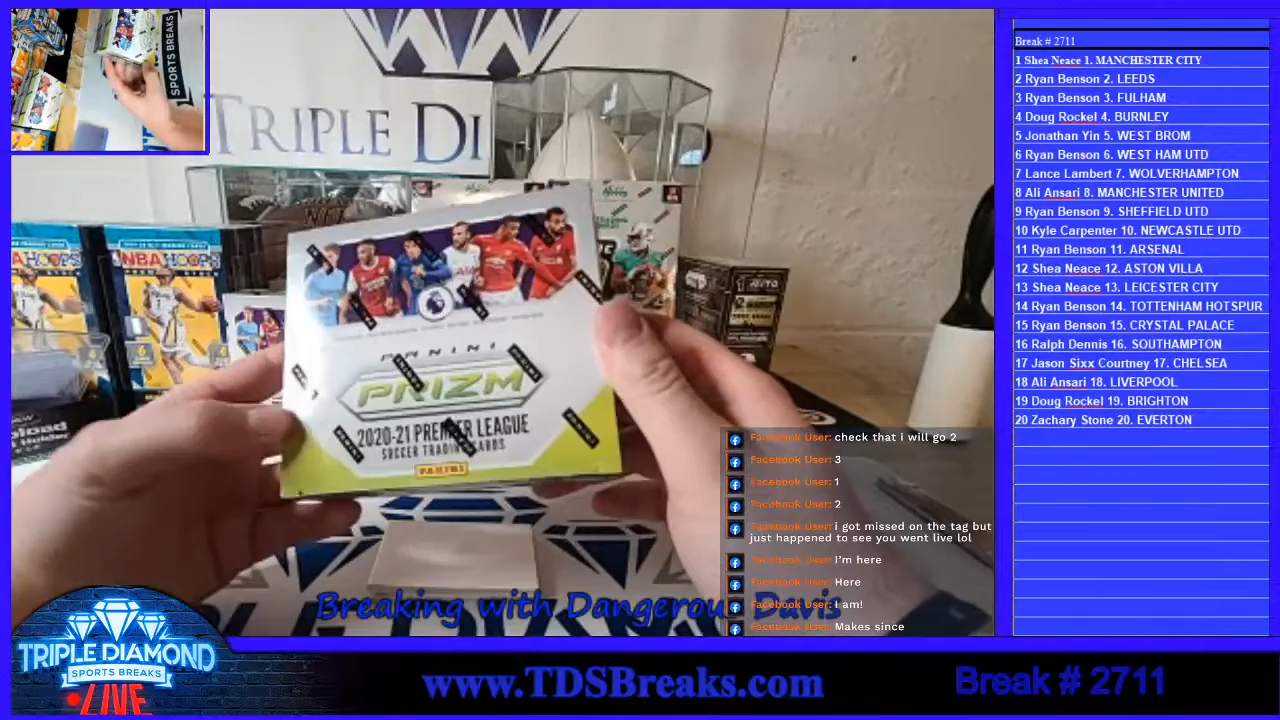 SPORTS BREAKS
TRIPLE DI
NBA HOOPS
NBA HOOPS
PANINI
PRIZM
2020-21 PREMIER LEAGUE
SOCCER TRADING CARDS
PANINI
Breaking with Dangerous Davis
Facebook User: check that i will go 2
Facebook User: 3
Facebook User: 1
Facebook User: 2
Facebook User: i got missed on the tag but
just happened to see you went live lol
Facebook User: I'm here
Facebook User: Here
Facebook User: I am!
Facebook User: Makes since
Break # 2711
1 Shea Neace 1. MANCHESTER CITY
2 Ryan Benson 2. LEEDS
3 Ryan Benson 3. FULHAM
4 Doug Rockel 4. BURNLEY
5 Jonathan Yin 5. WEST BROM
6 Ryan Benson 6. WEST HAM UTD
7 Lance Lambert 7. WOLVERHAMPTON
8 Ali Ansari 8. MANCHESTER UNITED
9 Ryan Benson 9. SHEFFIELD UTD
10 Kyle Carpenter 10. NEWCASTLE UTD
11 Ryan Benson 11. ARSENAL
12 Shea Neace 12. ASTON VILLA
13 Shea Neace 13. LEICESTER CITY
14 Ryan Benson 14. TOTTENHAM HOTSPUR
15 Ryan Benson 15. CRYSTAL PALACE
16 Ralph Dennis 16. SOUTHAMPTON
17 Jason Sixx Courtney 17. CHELSEA
18 Ali Ansari 18. LIVERPOOL
19 Doug Rockel 19. BRIGHTON
20 Zachary Stone 20. EVERTON
TRIPLE DIAMOND
SPORTS BREAKS
LIVE
www.TDSBreaks.com
Break # 2711